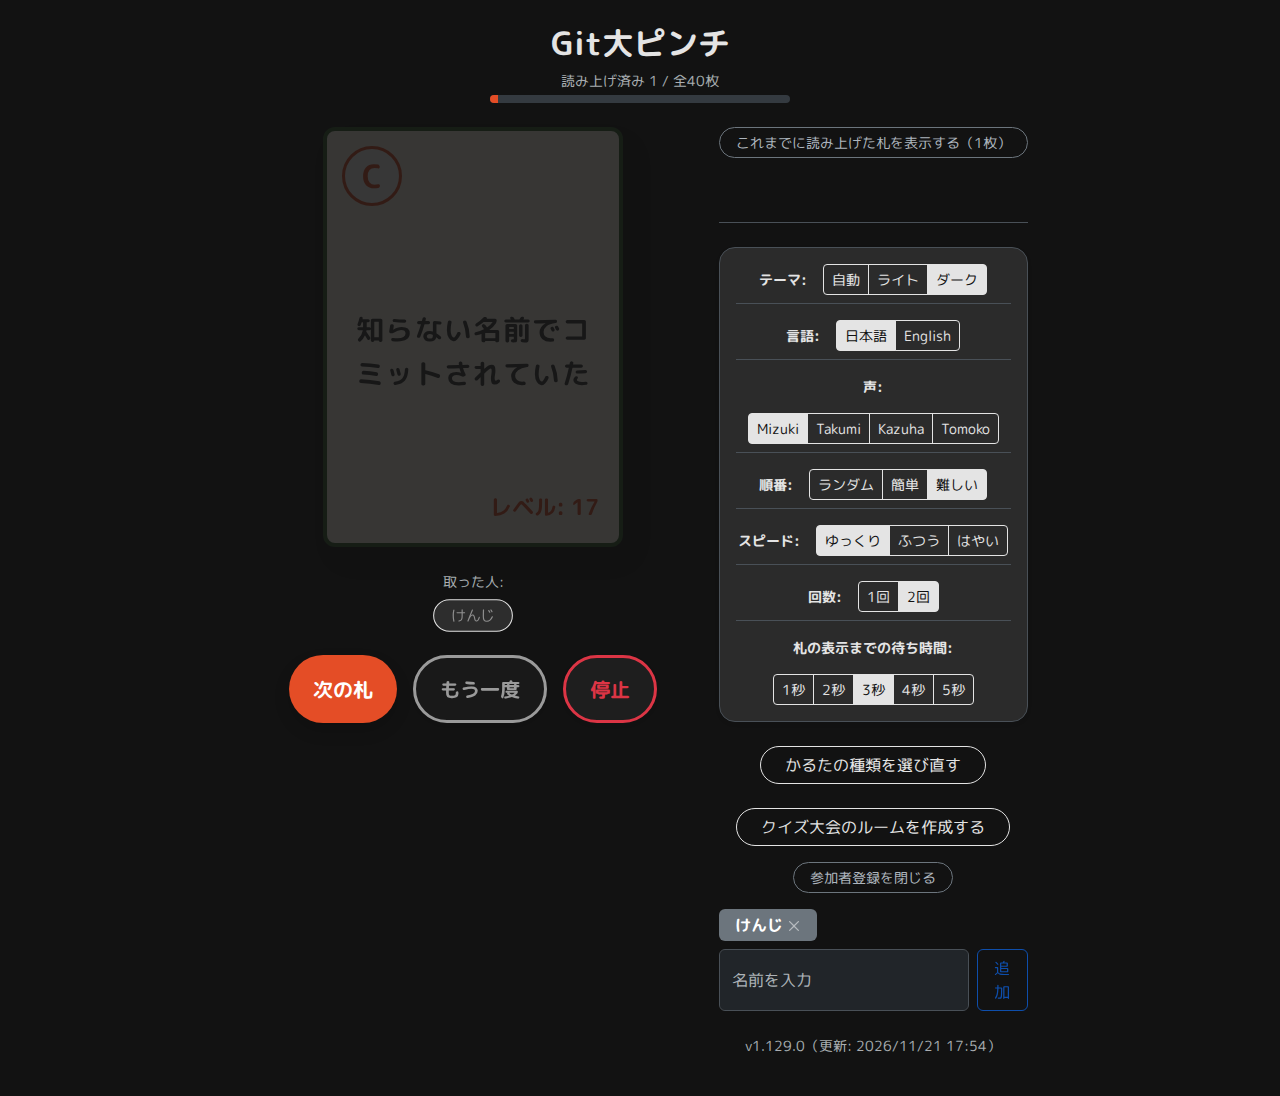 Git大ピンチ
読み上げ済み 1 / 全40枚
C
知らない名前でコ
ミットされていた
レベル: 17
取った人:
けんじ
次の札
もう一度
停止
これまでに読み上げた札を表示する（1枚）
テーマ: 自動 ライト ダーク
言語: 日本語 English
声:
Mizuki Takumi Kazuha Tomoko
順番: ランダム 簡単 難しい
スピード: ゆっくり ふつう はやい
回数: 1回 2回
札の表示までの待ち時間:
1秒 2秒 3秒 4秒 5秒
かるたの種類を選び直す
クイズ大会のルームを作成する
参加者登録を閉じる
けんじ ×
名前を入力
追
加
v1.129.0（更新: 2026/11/21 17:54）